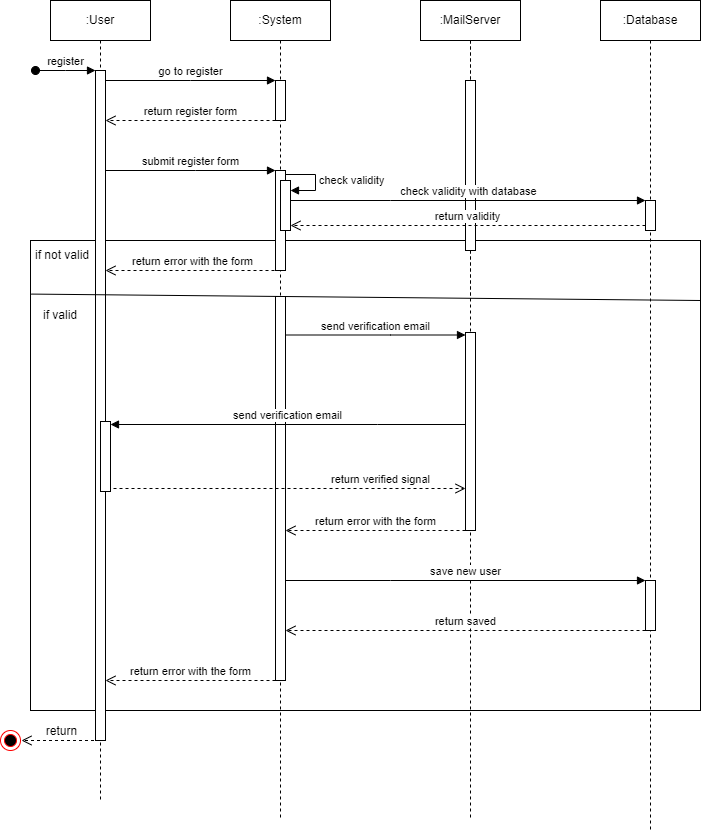 :User
:System
:MailServer
:Database
register
go to register
return register form
submit register form
check validity
check validity with database
return validity
if not valid
return error with the form
if valid
send verification email
send verification email
return verified signal
return error with the form
save new user
return saved
return error with the form
return